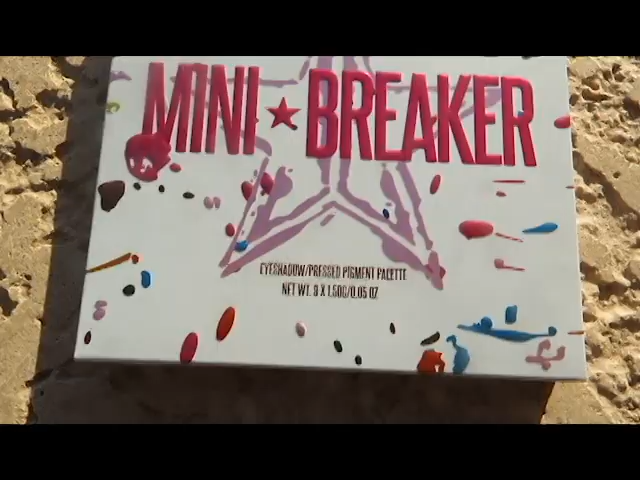 MINI★BREAKER
EYESHADOW/PRESSED PIGMENT PALETTE
NET WT. 9 X 1.50G/0.05 OZ